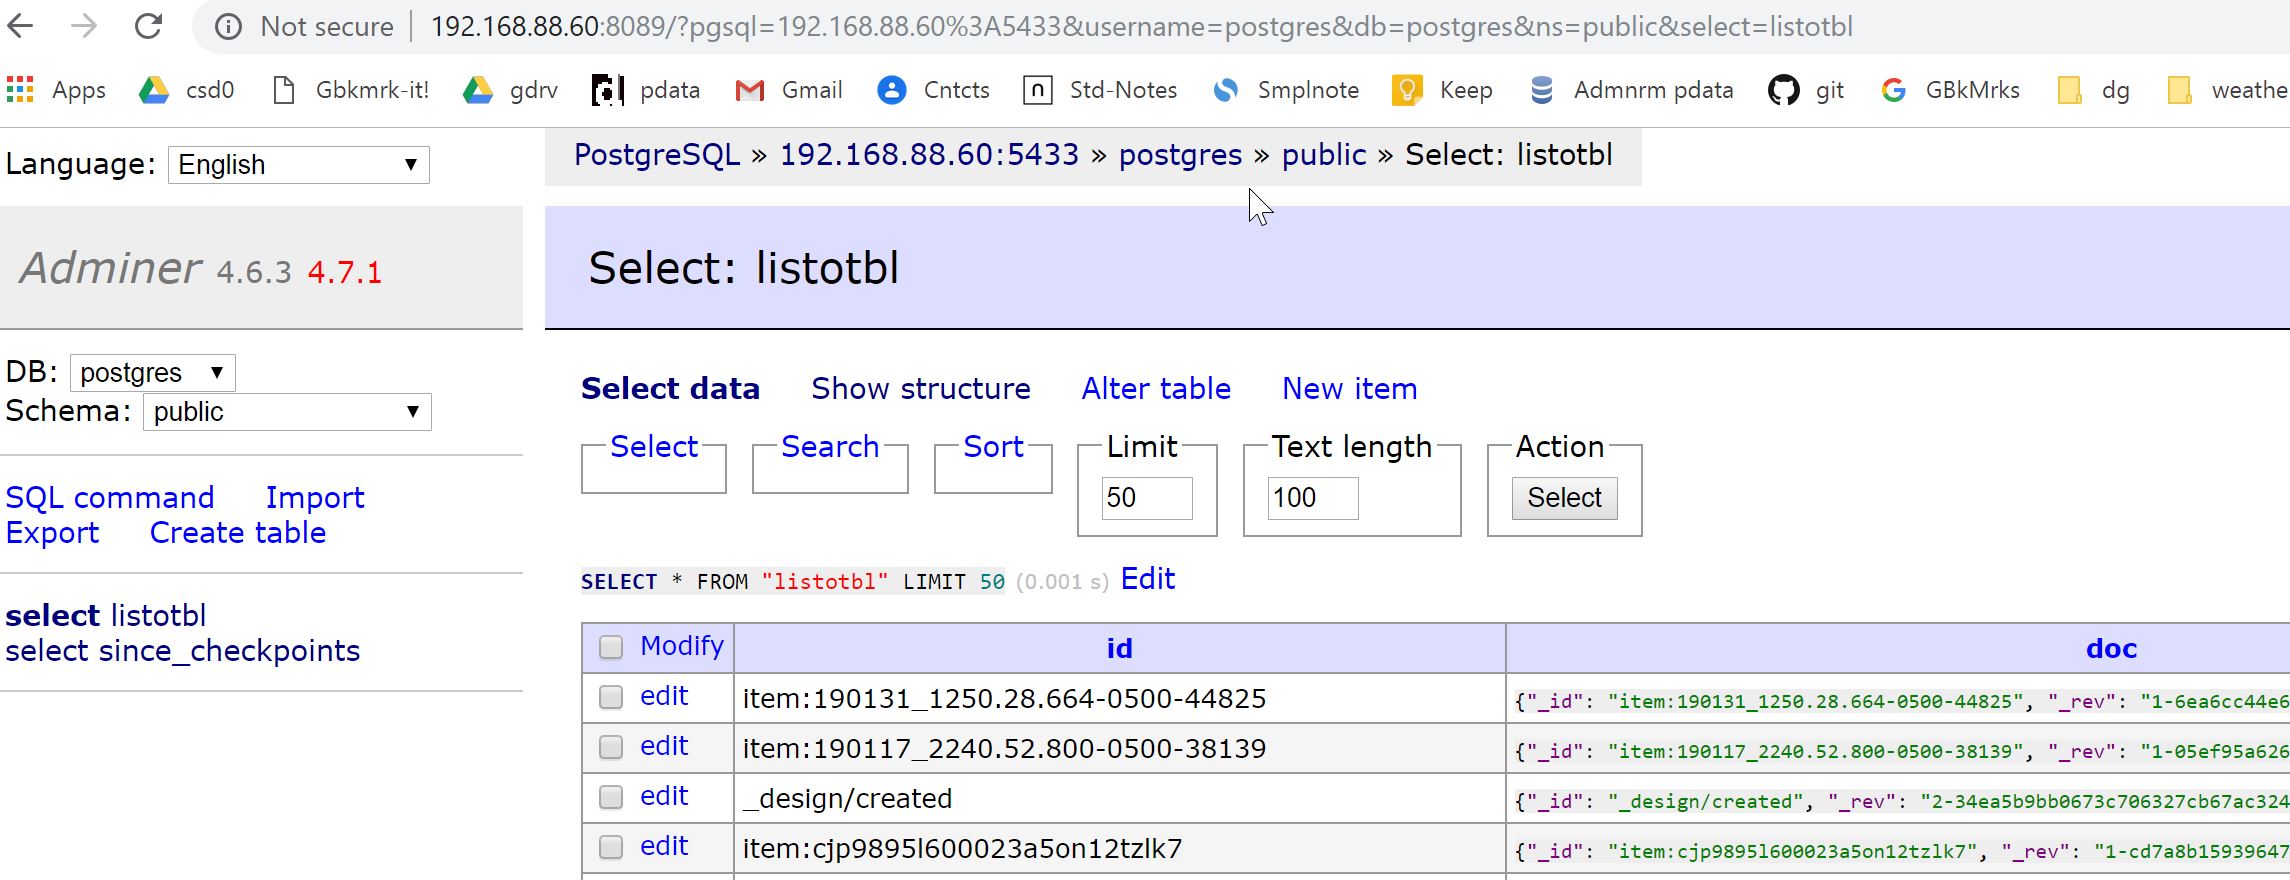 Not secure | 192.168.88.60:8089/?pgsql=192.168.88.60%3A5433&username=postgres&db=postgres&ns=public&select=listotbl
Apps csd0 Gbkmrk-it! gdrv pdata Gmail Cntcts Std-Notes Smplnote Keep Admnrm pdata git GBkMrks dg weathe
Language: English
PostgreSQL » 192.168.88.60:5433 » postgres » public » Select: listotbl
Adminer 4.6.3 4.7.1
Select: listotbl
DB: postgres
Schema: public
SQL command Import
Export Create table
select listotbl
select since_checkpoints
Select data Show structure Alter table New item
Select Search Sort Limit Text length Action
50 100 Select
SELECT * FROM "listotbl" LIMIT 50 (0.001 s) Edit
Modify id doc
edit item:190131_1250.28.664-0500-44825 {"_id": "item:190131_1250.28.664-0500-44825", "_rev": "1-6ea6cc44e6
edit item:190117_2240.52.800-0500-38139 {"_id": "item:190117_2240.52.800-0500-38139", "_rev": "1-05ef95a626
edit _design/created {"_id": "_design/created", "_rev": "2-34ea5b9bb0673c706327cb67ac324
edit item:cjp9895l600023a5on12tzlk7 {"_id": "item:cjp9895l600023a5on12tzlk7", "_rev": "1-cd7a8b15939647